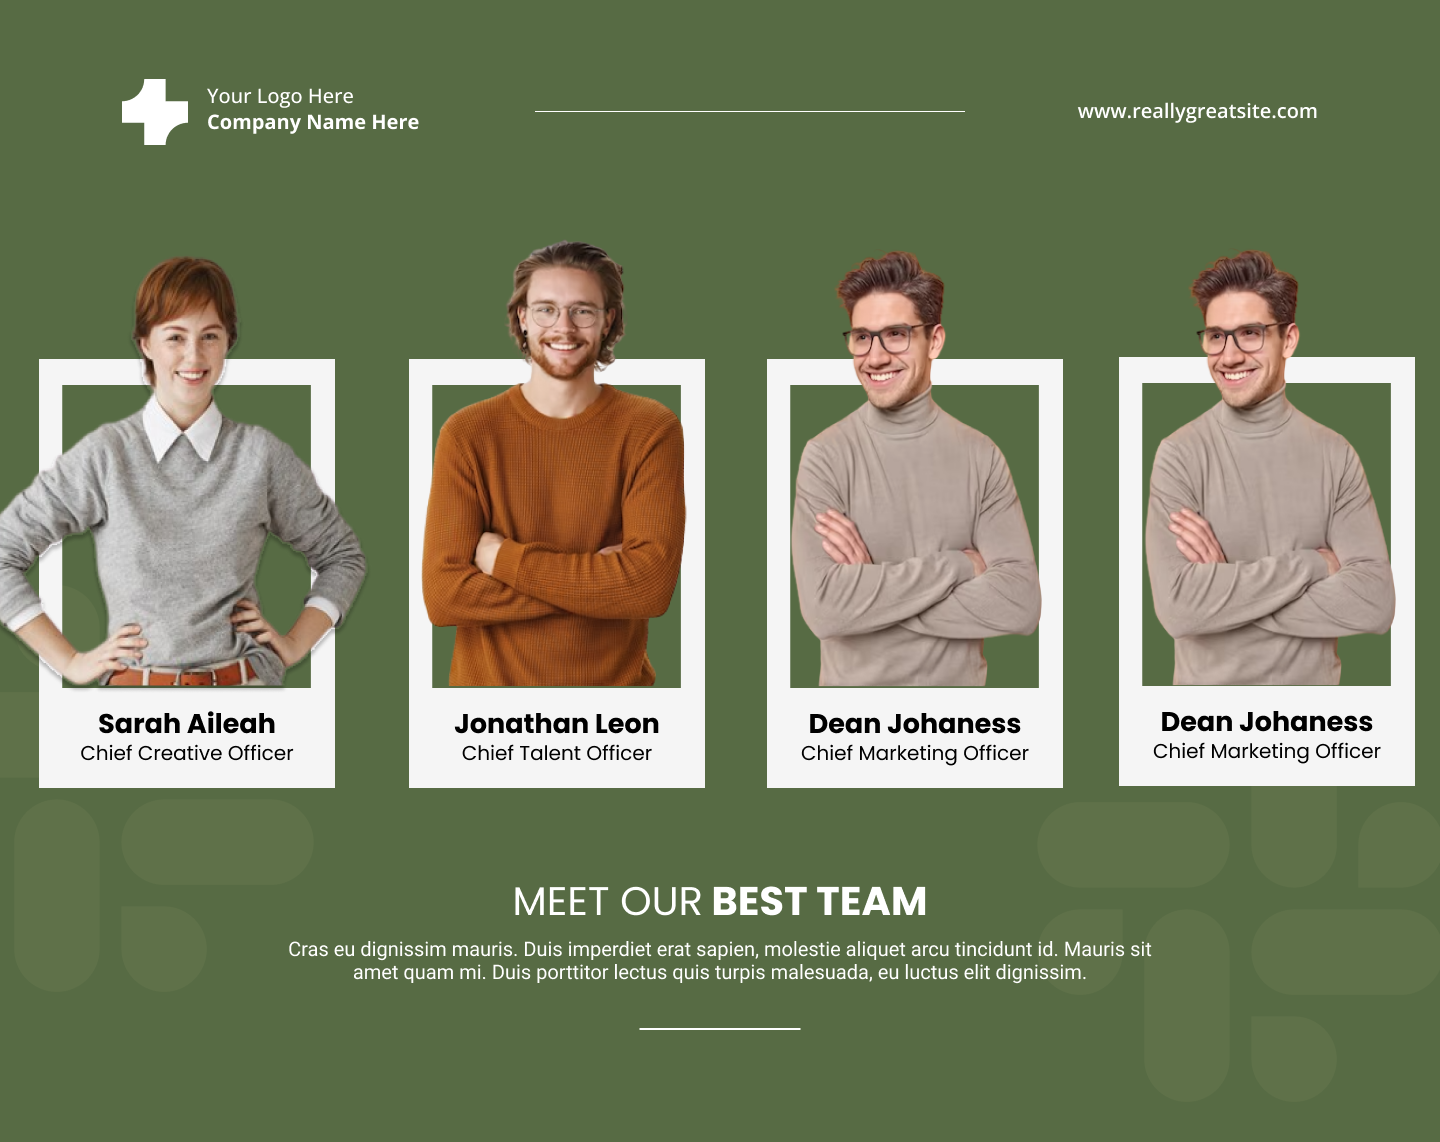 Your Logo Here
Company Name Here
www.reallygreatsite.com
Sarah Aileah
Chief Creative Officer
Jonathan Leon
Chief Talent Officer
Dean Johaness
Chief Marketing Officer
Dean Johaness
Chief Marketing Officer
MEET OUR BEST TEAM
Cras eu dignissim mauris. Duis imperdiet erat sapien, molestie aliquet arcu tincidunt id. Mauris sit
amet quam mi. Duis porttitor lectus quis turpis malesuada, eu luctus elit dignissim.